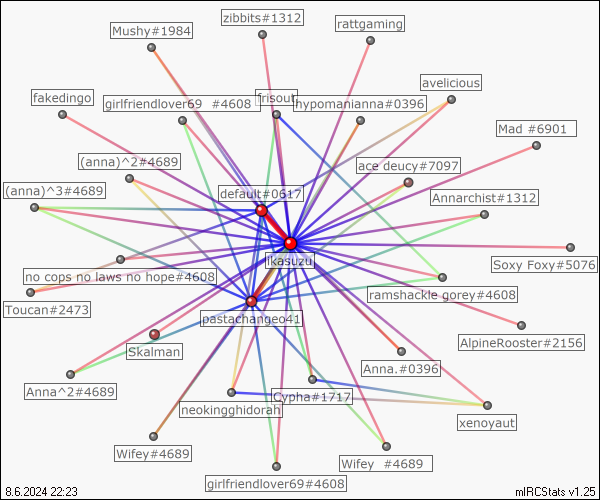 zibbits#1312
Mushy#1984
rattgaming
avelicious
fakedingo
girlfriendlover69 #4608
frisout
hypomanianna#0396
Mad #6901
(anna)^2#4689
ace deucy#7097
(anna)^3#4689
default#0617
Annarchist#1312
ikasuzu
Soxy Foxy#5076
no cops no laws no hope#4608
ramshackle gorey#4608
Toucan#2473
pastachangeo41
AlpineRooster#2156
Skalman
Anna.#0396
Anna^2#4689
Cypha#1717
neokingghidorah
xenoyaut
Wifey#4689
Wifey #4689
girlfriendlover69#4608
8.6.2024 22:23
mIRCStats v1.25